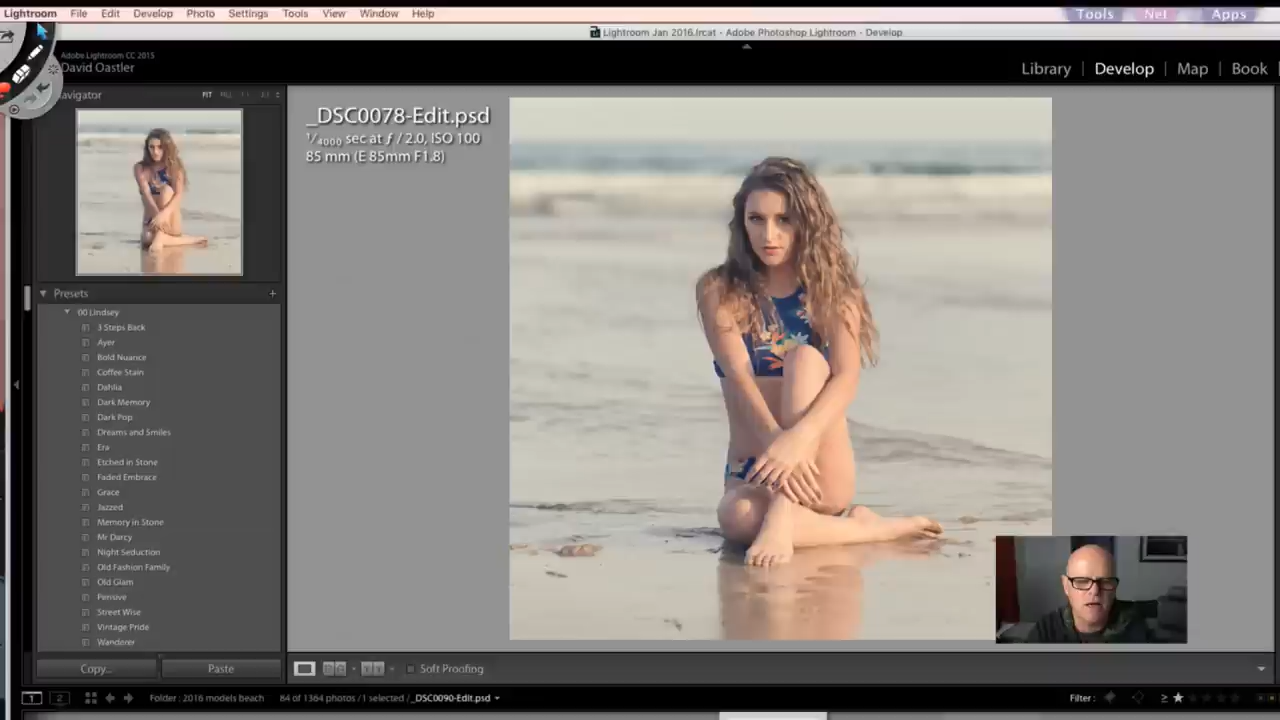 Lightroom File Edit Develop Photo Settings Tools View Window Help Tools Net Apps
Lightroom Jan 2016.lrcat - Adobe Photoshop Lightroom - Develop
Adobe Lightroom CC 2015
David Oastler
Library | Develop | Map | Book
avigator FIT
_DSC0078-Edit.psd
1/4000 sec at ƒ / 2.0, ISO 100
85 mm (E 85mm F1.8)
Presets +
00 Lindsey
3 Steps Back
Ayer
Bold Nuance
Coffee Stain
Dahlia
Dark Memory
Dark Pop
Dreams and Smiles
Era
Etched in Stone
Faded Embrace
Grace
Jazzed
Memory in Stone
Mr Darcy
Night Seduction
Old Fashion Family
Old Glam
Pensive
Street Wise
Vintage Pride
Wanderer
Copy... Paste Soft Proofing
1 2 Folder : 2016 models beach 84 of 1364 photos / 1 selected / _DSC0090-Edit.psd Filter : ≥